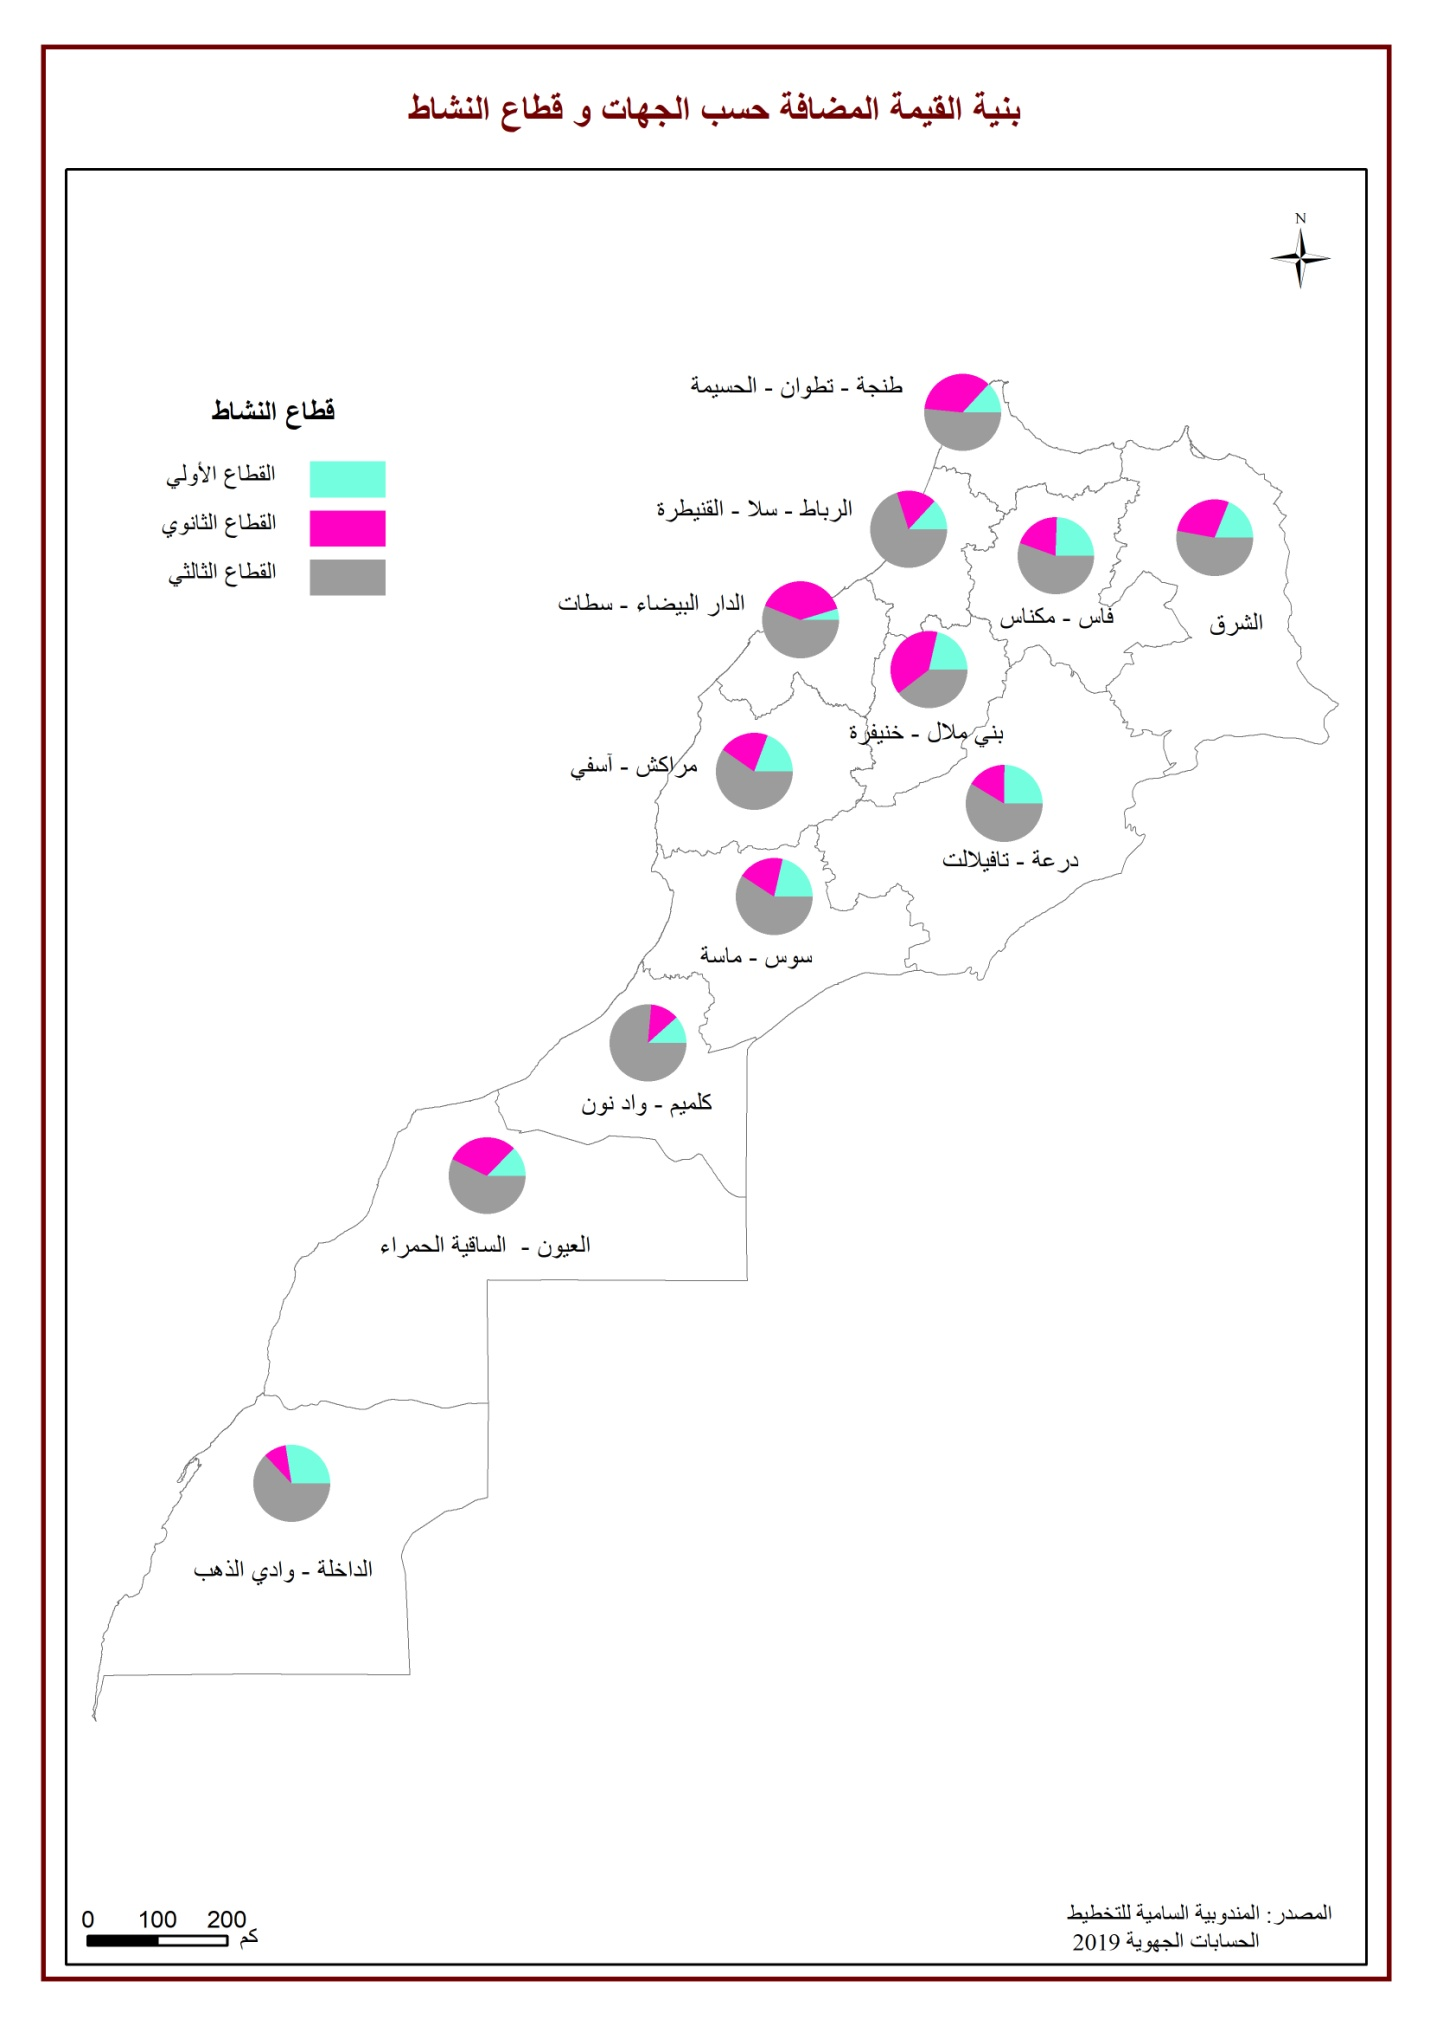 بنية القيمة المضافة حسب الجهات و قطاع النشاط
N
قطاع النشاط
القطاع الأولي
القطاع الثانوي
القطاع الثالثي
طنجة - تطوان - الحسيمة
الرباط - سلا - القنيطرة
الدار البيضاء - سطات
فاس - مكناس
الشرق
بني ملال - خنيفرة
مراكش - آسفي
درعة - تافيلالت
سوس - ماسة
كلميم - واد نون
العيون - الساقية الحمراء
الداخلة - وادي الذهب
0 100 200
كم
المصدر: المندوبية السامية للتخطيط
الحسابات الجهوية 2019